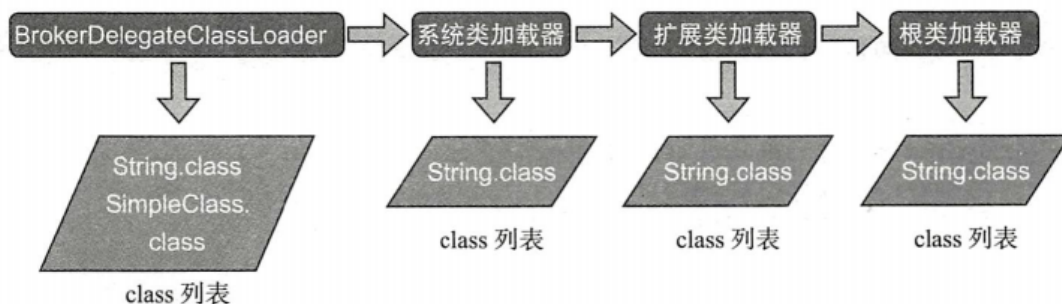 BrokerDelegateClassLoader
系统类加载器
扩展类加载器
根类加载器
String.class
SimpleClass.
class
String.class
String.class
String.class
class 列表
class 列表
class 列表
class 列表